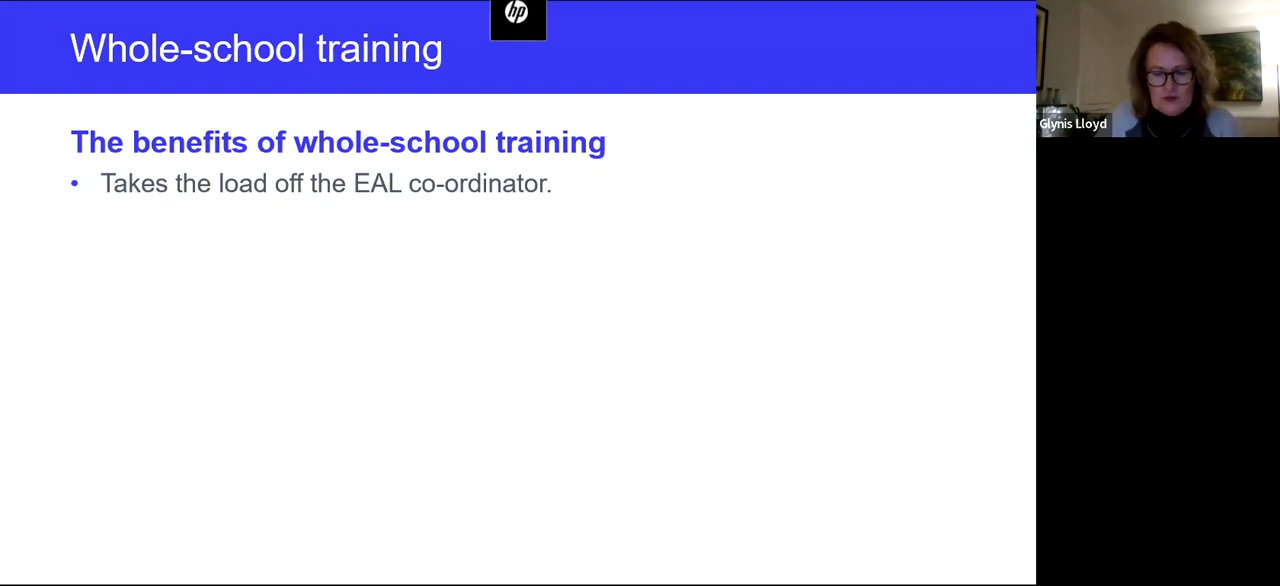 hp
Whole-school training
The benefits of whole-school training
• Takes the load off the EAL co-ordinator.
Glynis Lloyd